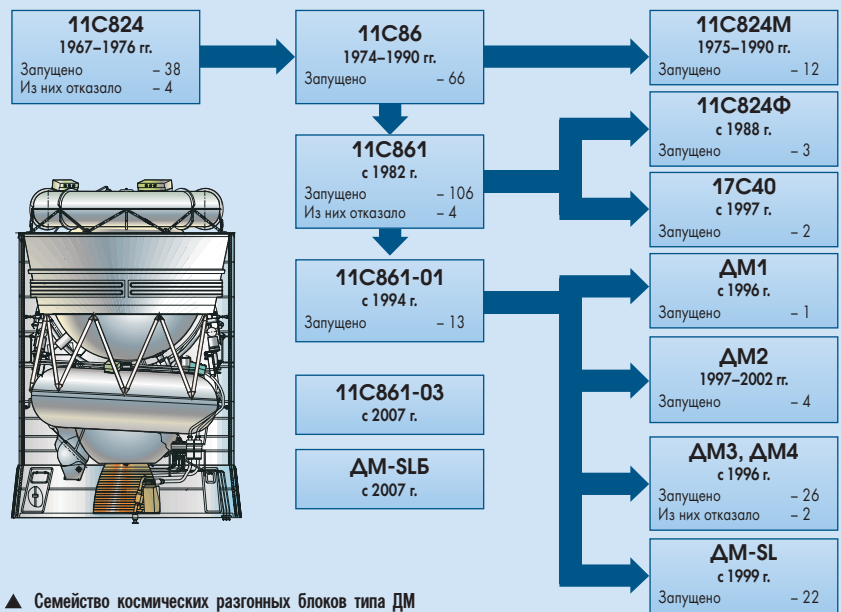 11С824
1967–1976 гг.
Запущено – 38
Из них отказало – 4
11С86
1974–1990 гг.
Запущено – 66
11С824М
1975–1990 гг.
Запущено – 12
11С861
с 1982 г.
Запущено – 106
Из них отказало – 4
11С824Ф
с 1988 г.
Запущено – 3
17С40
с 1997 г.
Запущено – 2
11С861-01
с 1994 г.
Запущено – 13
ДМ1
с 1996 г.
Запущено – 1
ДМ2
1997–2002 гг.
Запущено – 4
ДМ3, ДМ4
с 1996 г.
Запущено – 26
Из них отказало – 2
ДМ-SL
с 1999 г.
Запущено – 22
11С861-03
с 2007 г.
ДМ-SLБ
с 2007 г.
▲ Семейство космических разгонных блоков типа ДМ